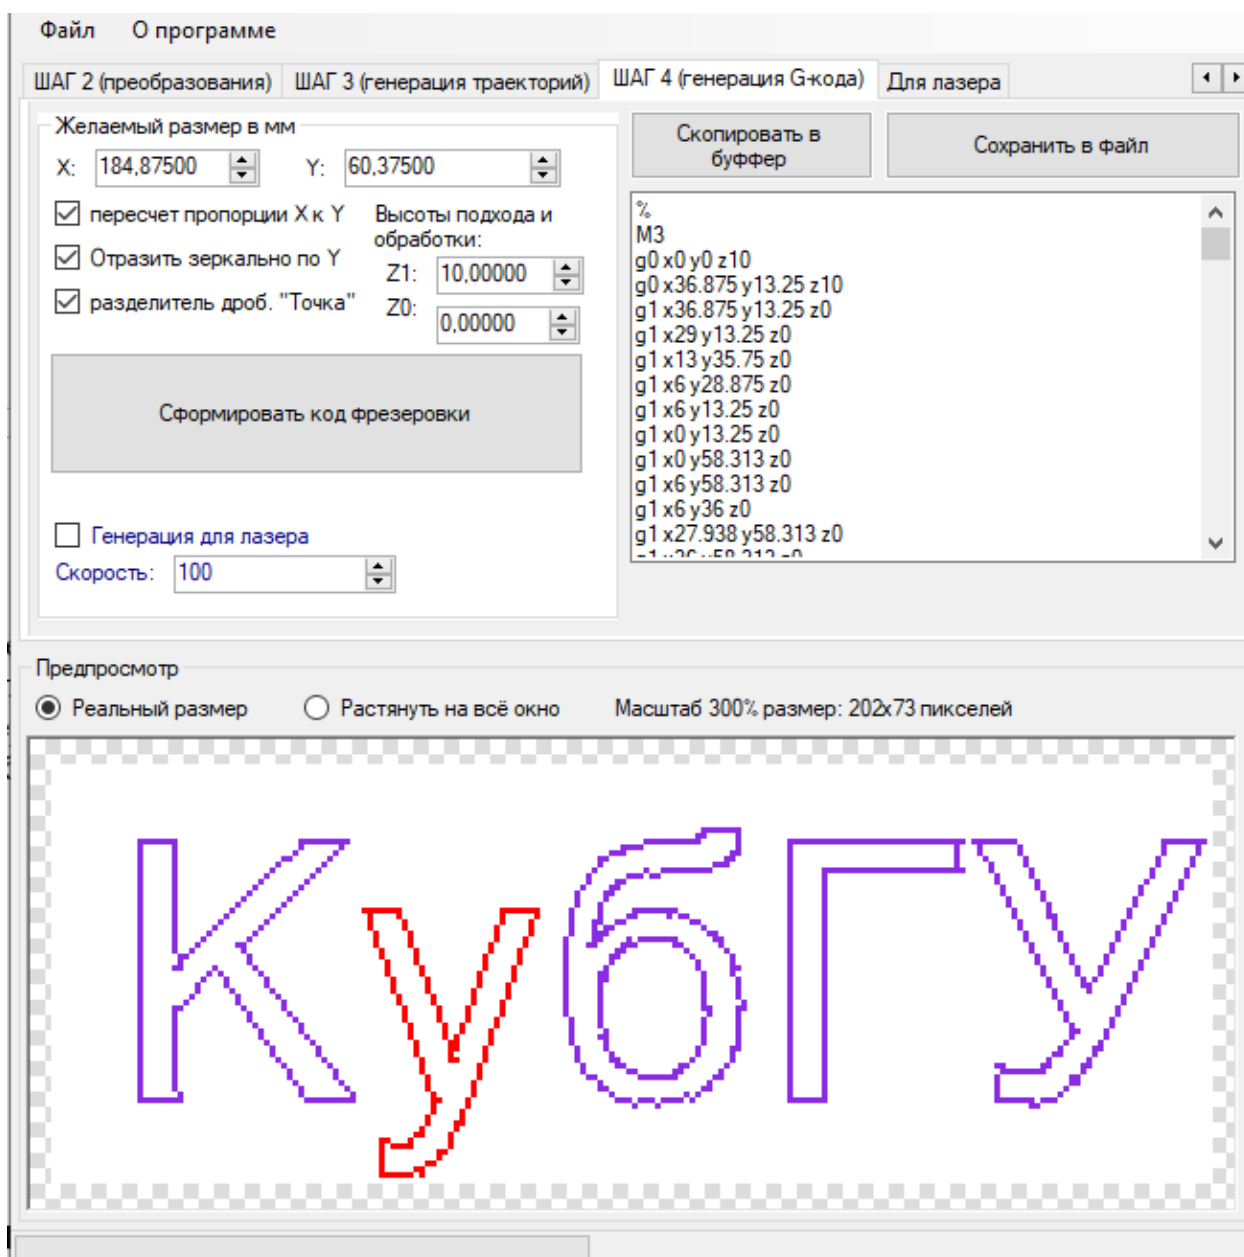 Файл О программе
ШАГ 2 (преобразования) ШАГ 3 (генерация траекторий) ШАГ 4 (генерация G-кода) Для лазера
Желаемый размер в мм
X: 184,87500 Y: 60,37500
пересчет пропорции X к Y
Отразить зеркально по Y
разделитель дроб. "Точка"
Высоты подхода и
обработки:
Z1: 10,00000
Z0: 0,00000
Сформировать код фрезеровки
Генерация для лазера
Скорость: 100
Скопировать в
буффер
Сохранить в файл
%
M3
g0 x0 y0 z10
g0 x36.875 y13.25 z10
g1 x36.875 y13.25 z0
g1 x29 y13.25 z0
g1 x13 y35.75 z0
g1 x6 y28.875 z0
g1 x6 y13.25 z0
g1 x0 y13.25 z0
g1 x0 y58.313 z0
g1 x6 y58.313 z0
g1 x6 y36 z0
g1 x27.938 y58.313 z0
Предпросмотр
Реальный размер Растянуть на всё окно Масштаб 300% размер: 202x73 пикселей
КубГУ